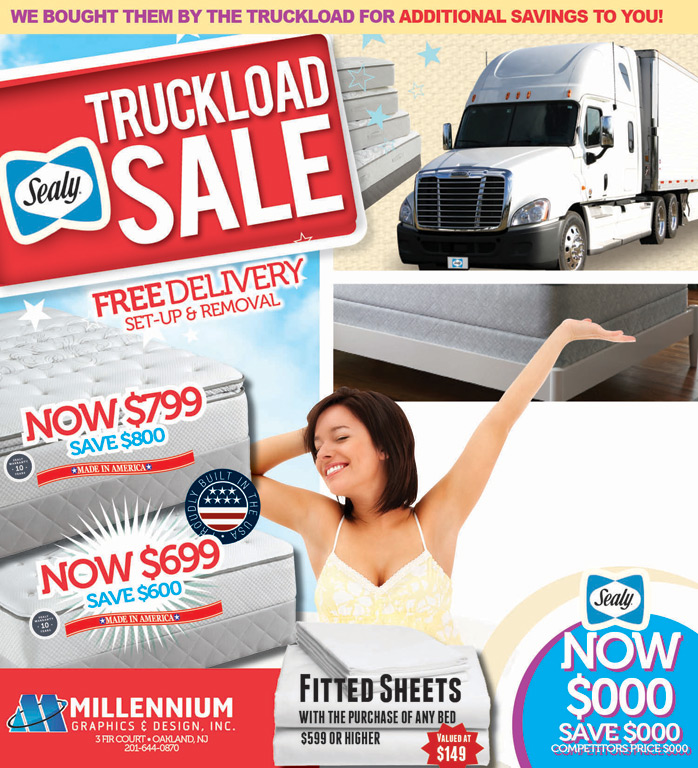 WE BOUGHT THEM BY THE TRUCKLOAD FOR ADDITIONAL SAVINGS TO YOU!
TRUCKLOAD
SALE
Sealy
FREE DELIVERY
SET-UP & REMOVAL
NOW $799
SAVE $800
10
MADE IN AMERICA
PROUDLY BUILT IN THE USA
NOW $699
SAVE $600
10
MADE IN AMERICA
Sealy
NOW
$000
SAVE $000
COMPETITORS PRICE $000
FITTED SHEETS
WITH THE PURCHASE OF ANY BED
$599 OR HIGHER
VALUED AT
$149
MILLENNIUM
GRAPHICS & DESIGN, INC.
3 FIR COURT • OAKLAND, NJ
201-644-0870